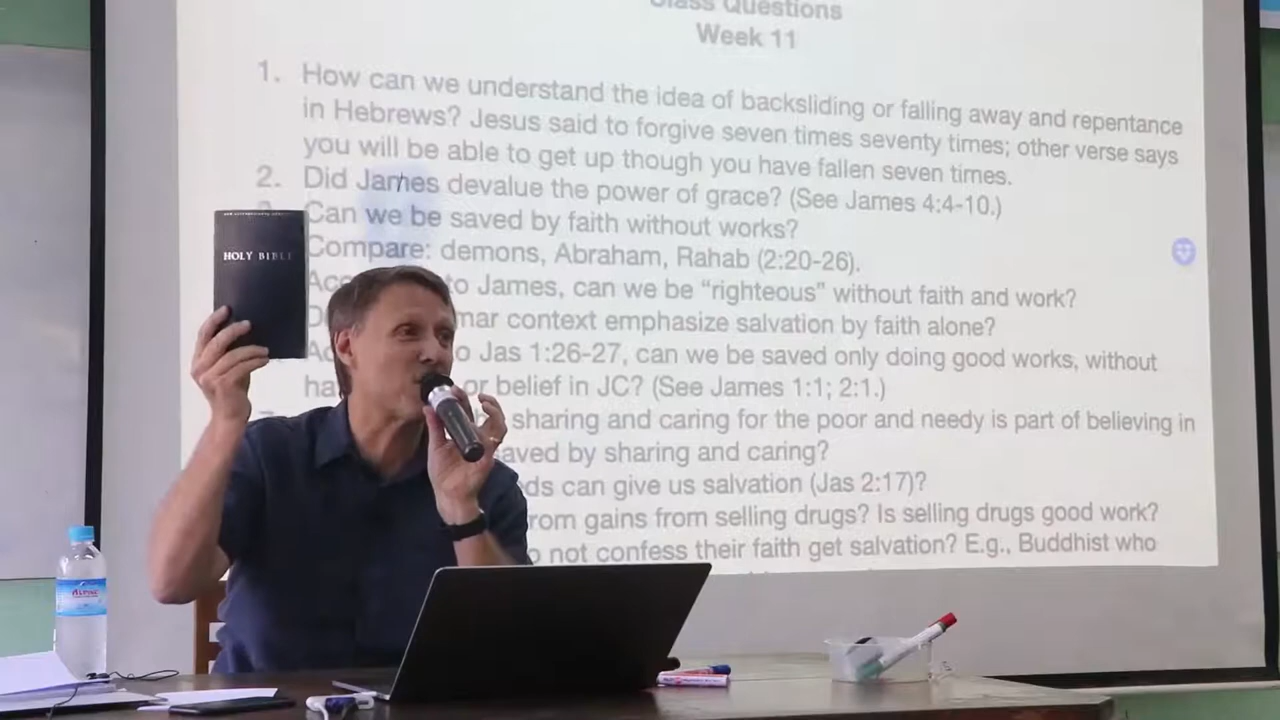 Class Questions
Week 11
1. How can we understand the idea of backsliding or falling away and repentance
in Hebrews? Jesus said to forgive seven times seventy times; other verse says
you will be able to get up though you have fallen seven times.
2. Did James devalue the power of grace? (See James 4:4-10.)
Can we be saved by faith without works?
Compare: demons, Abraham, Rahab (2:20-26).
to James, can we be “righteous” without faith and work?
context emphasize salvation by faith alone?
to Jas 1:26-27, can we be saved only doing good works, without
or belief in JC? (See James 1:1; 2:1.)
sharing and caring for the poor and needy is part of believing in
by sharing and caring?
can give us salvation (Jas 2:17)?
from gains from selling drugs? Is selling drugs good work?
not confess their faith get salvation? E.g., Buddhist who
HOLY BIBLE
ALPINE